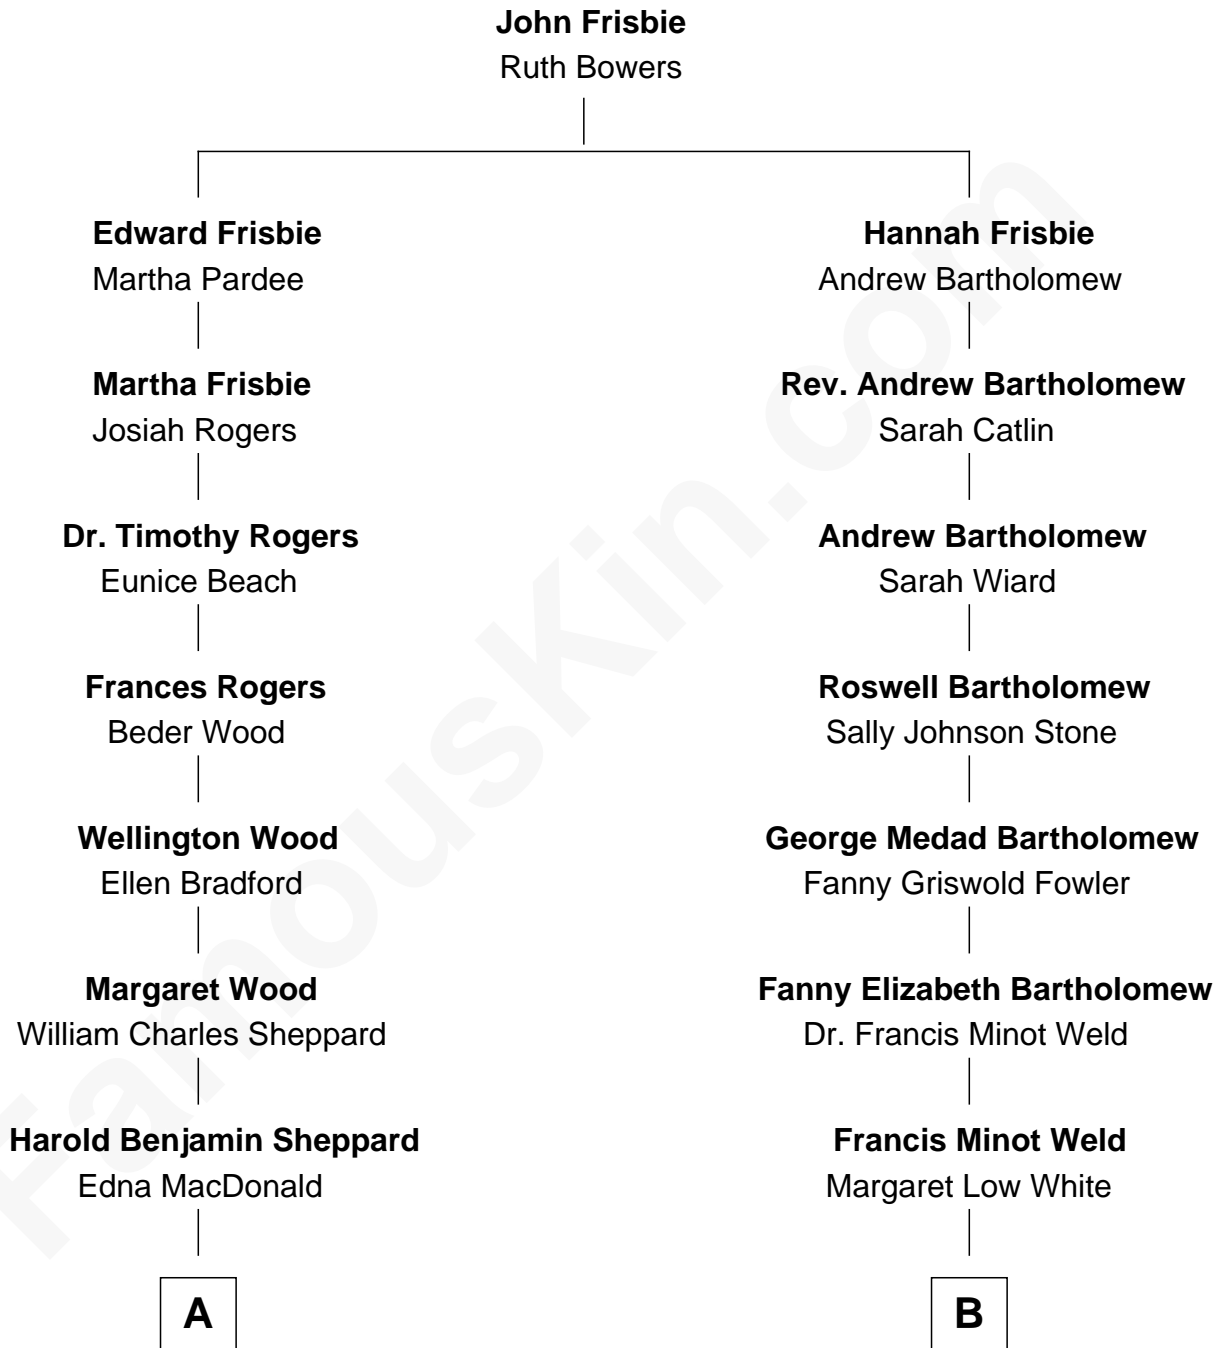 John Frisbie
Ruth Bowers
Edward Frisbie
Martha Pardee
Hannah Frisbie
Andrew Bartholomew
Martha Frisbie
Josiah Rogers
Rev. Andrew Bartholomew
Sarah Catlin
Dr. Timothy Rogers
Eunice Beach
Andrew Bartholomew
Sarah Wiard
Frances Rogers
Beder Wood
Roswell Bartholomew
Sally Johnson Stone
Wellington Wood
Ellen Bradford
George Medad Bartholomew
Fanny Griswold Fowler
Margaret Wood
William Charles Sheppard
Fanny Elizabeth Bartholomew
Dr. Francis Minot Weld
Harold Benjamin Sheppard
Edna MacDonald
Francis Minot Weld
Margaret Low White
A
B
FamousKin.com